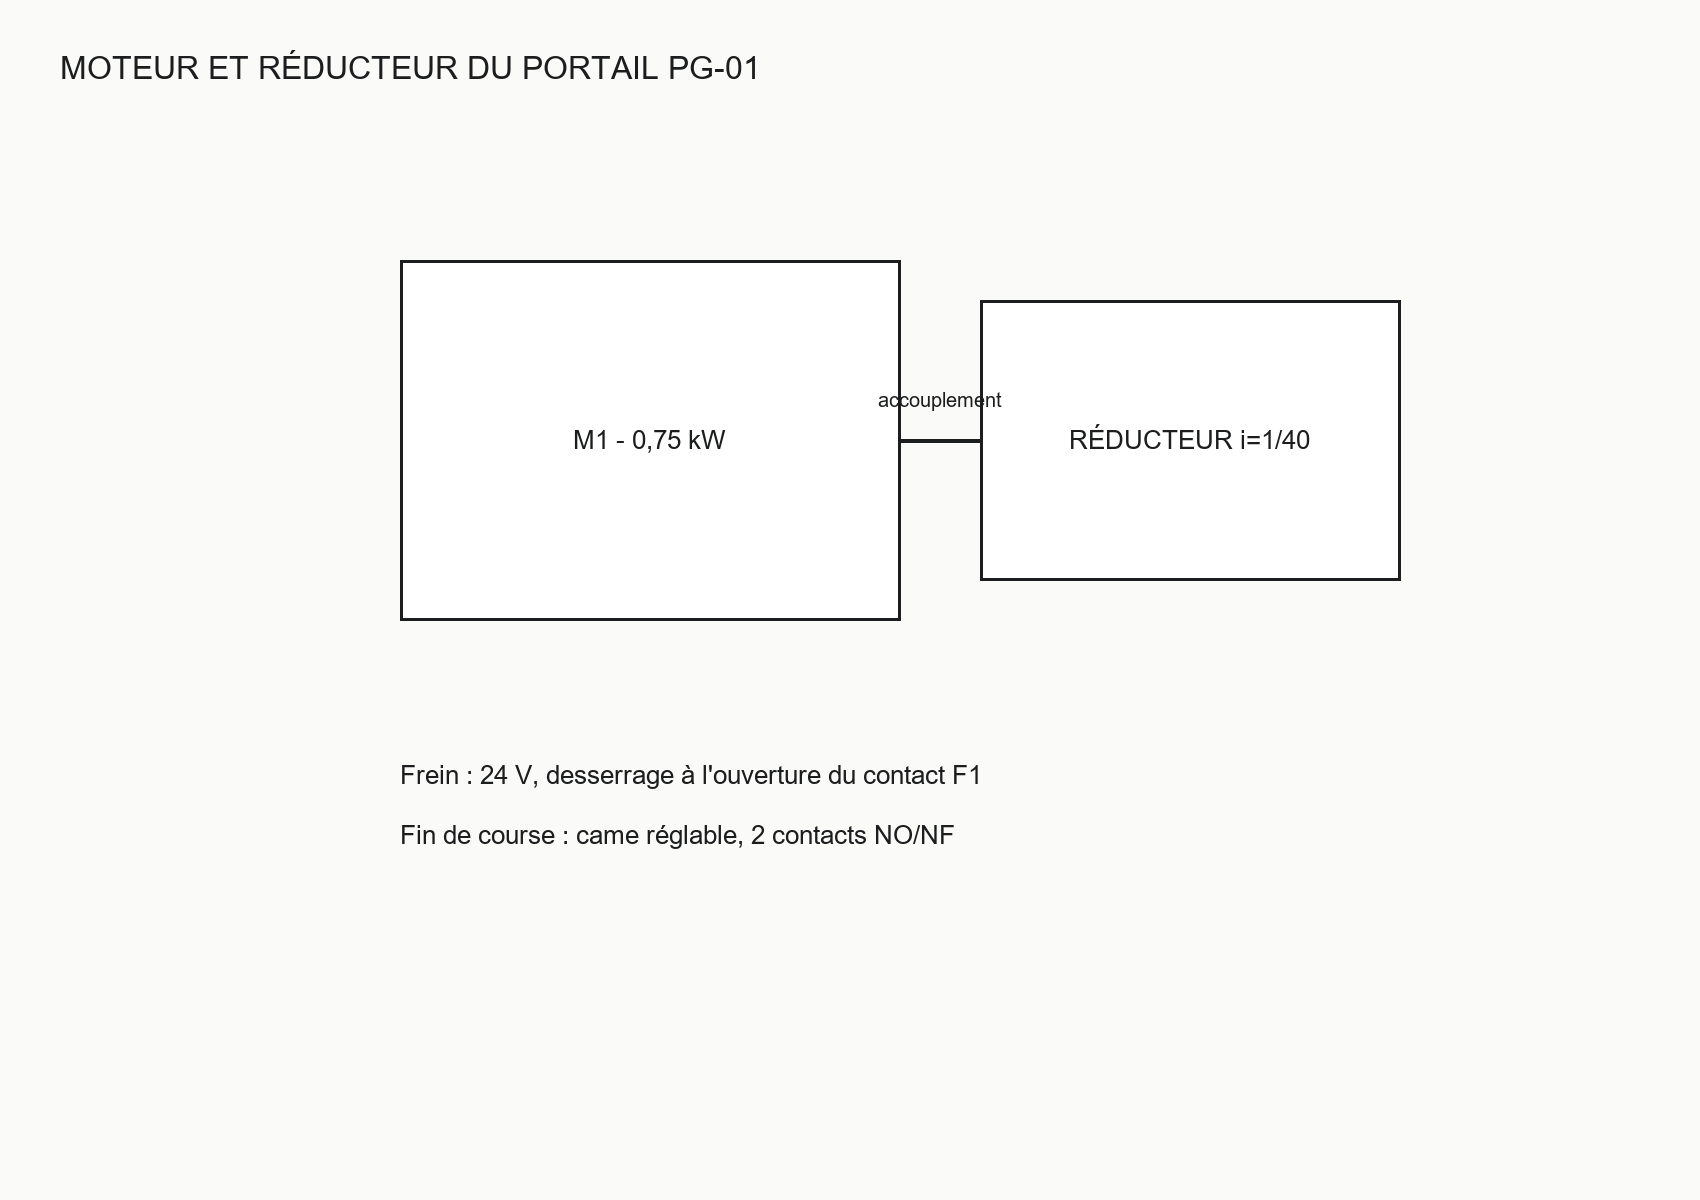 MOTEUR ET RÉDUCTEUR DU PORTAIL PG-01
accouplement
M1 - 0,75 kW
RÉDUCTEUR i=1/40
Frein : 24 V, desserrage à l'ouverture du contact F1
Fin de course : came réglable, 2 contacts NO/NF